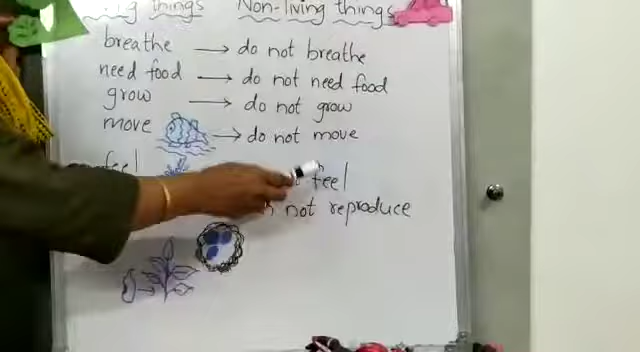 things Non-living things
breathe do not breathe
need food do not need food
grow do not grow
move do not move
feel feel
not reproduce